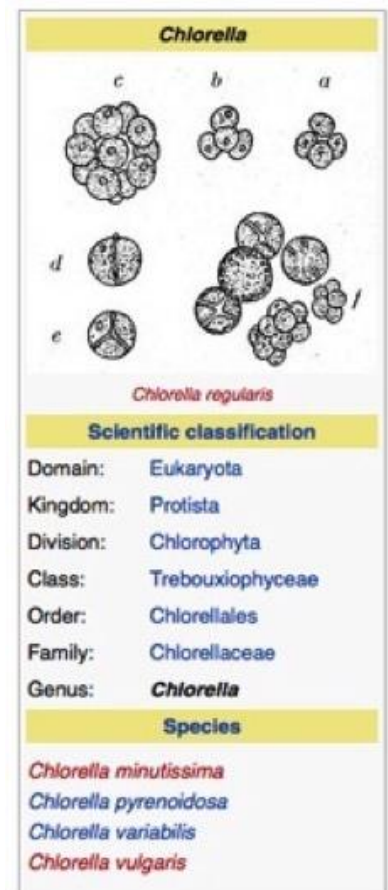 Chlorella
c b a
d
e f
Chlorella regularis
Scientific classification
Domain: Eukaryota
Kingdom: Protista
Division: Chlorophyta
Class: Trebouxiophyceae
Order: Chlorellales
Family: Chlorellaceae
Genus: Chlorella
Species
Chlorella minutissima
Chlorella pyrenoidosa
Chlorella variabilis
Chlorella vulgaris